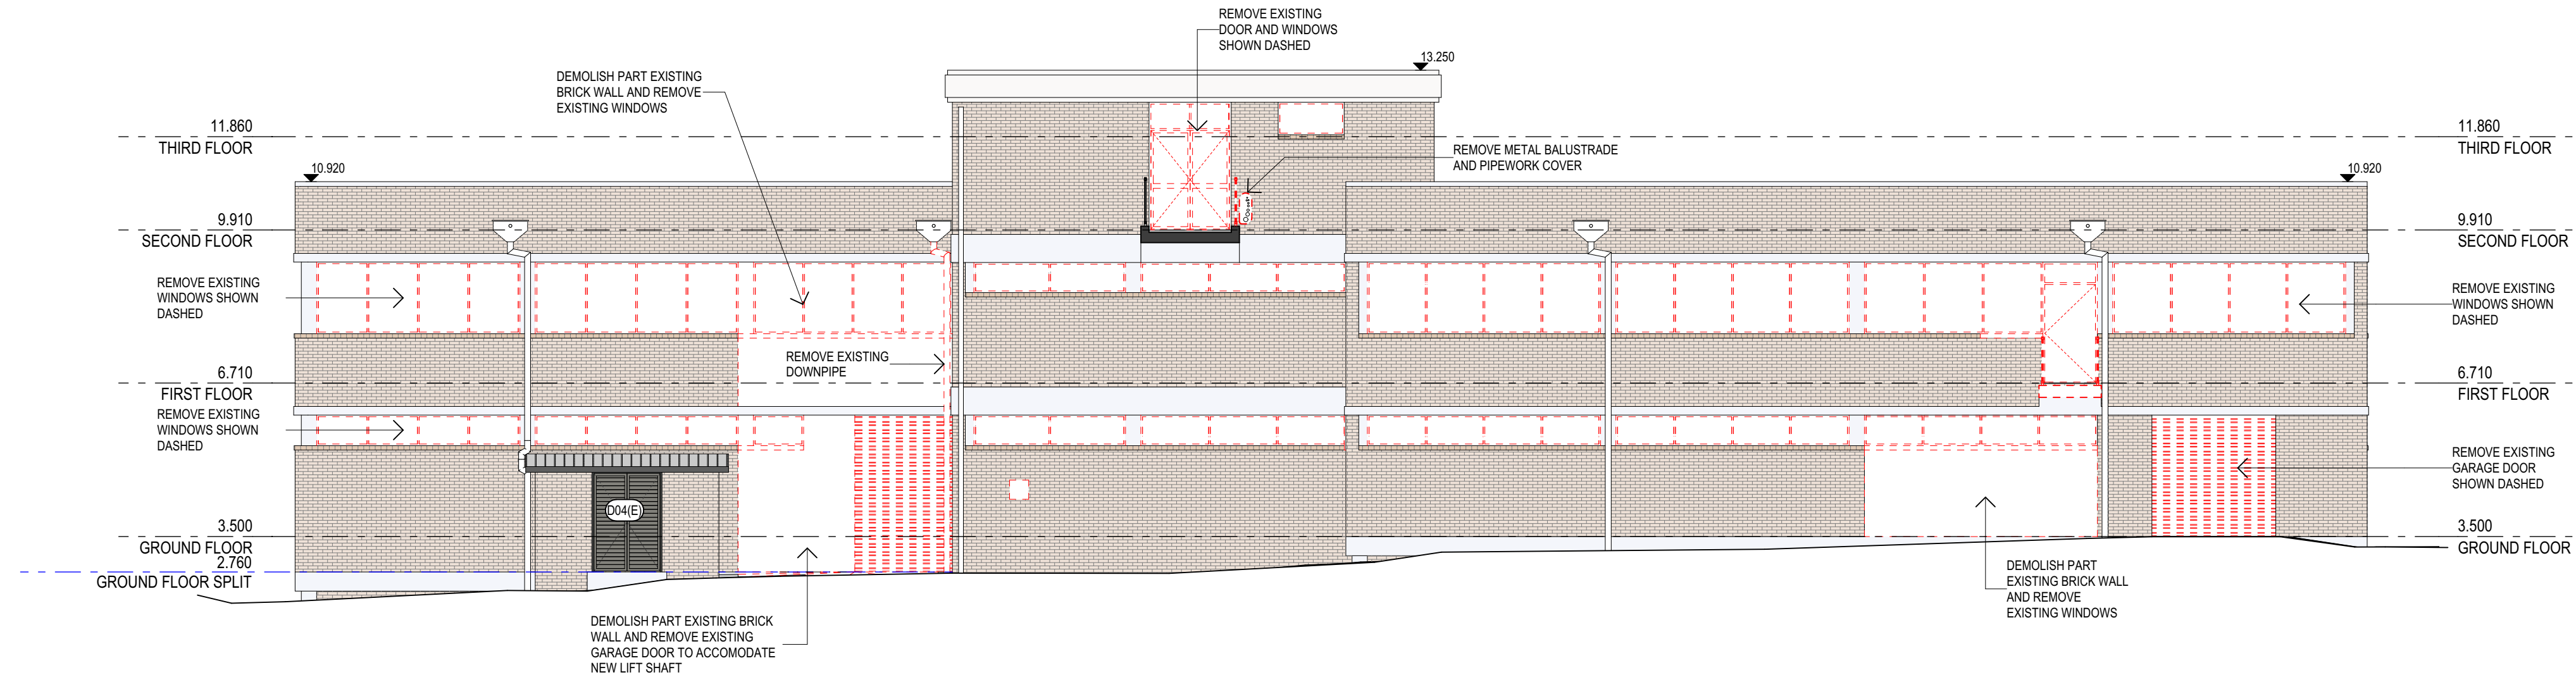 REMOVE EXISTING
DOOR AND WINDOWS
SHOWN DASHED
13.250
DEMOLISH PART EXISTING
BRICK WALL AND REMOVE
EXISTING WINDOWS
11.860
THIRD FLOOR
11.860
THIRD FLOOR
REMOVE METAL BALUSTRADE
AND PIPEWORK COVER
10.920
10.920
9.910
SECOND FLOOR
9.910
SECOND FLOOR
REMOVE EXISTING
WINDOWS SHOWN
DASHED
REMOVE EXISTING
WINDOWS SHOWN
DASHED
REMOVE EXISTING
DOWNPIPE
6.710
FIRST FLOOR
6.710
FIRST FLOOR
REMOVE EXISTING
WINDOWS SHOWN
DASHED
REMOVE EXISTING
GARAGE DOOR
SHOWN DASHED
D04(E)
3.500
GROUND FLOOR
3.500
GROUND FLOOR
2.760
GROUND FLOOR SPLIT
DEMOLISH PART
EXISTING BRICK WALL
AND REMOVE
EXISTING WINDOWS
DEMOLISH PART EXISTING BRICK
WALL AND REMOVE EXISTING
GARAGE DOOR TO ACCOMODATE
NEW LIFT SHAFT